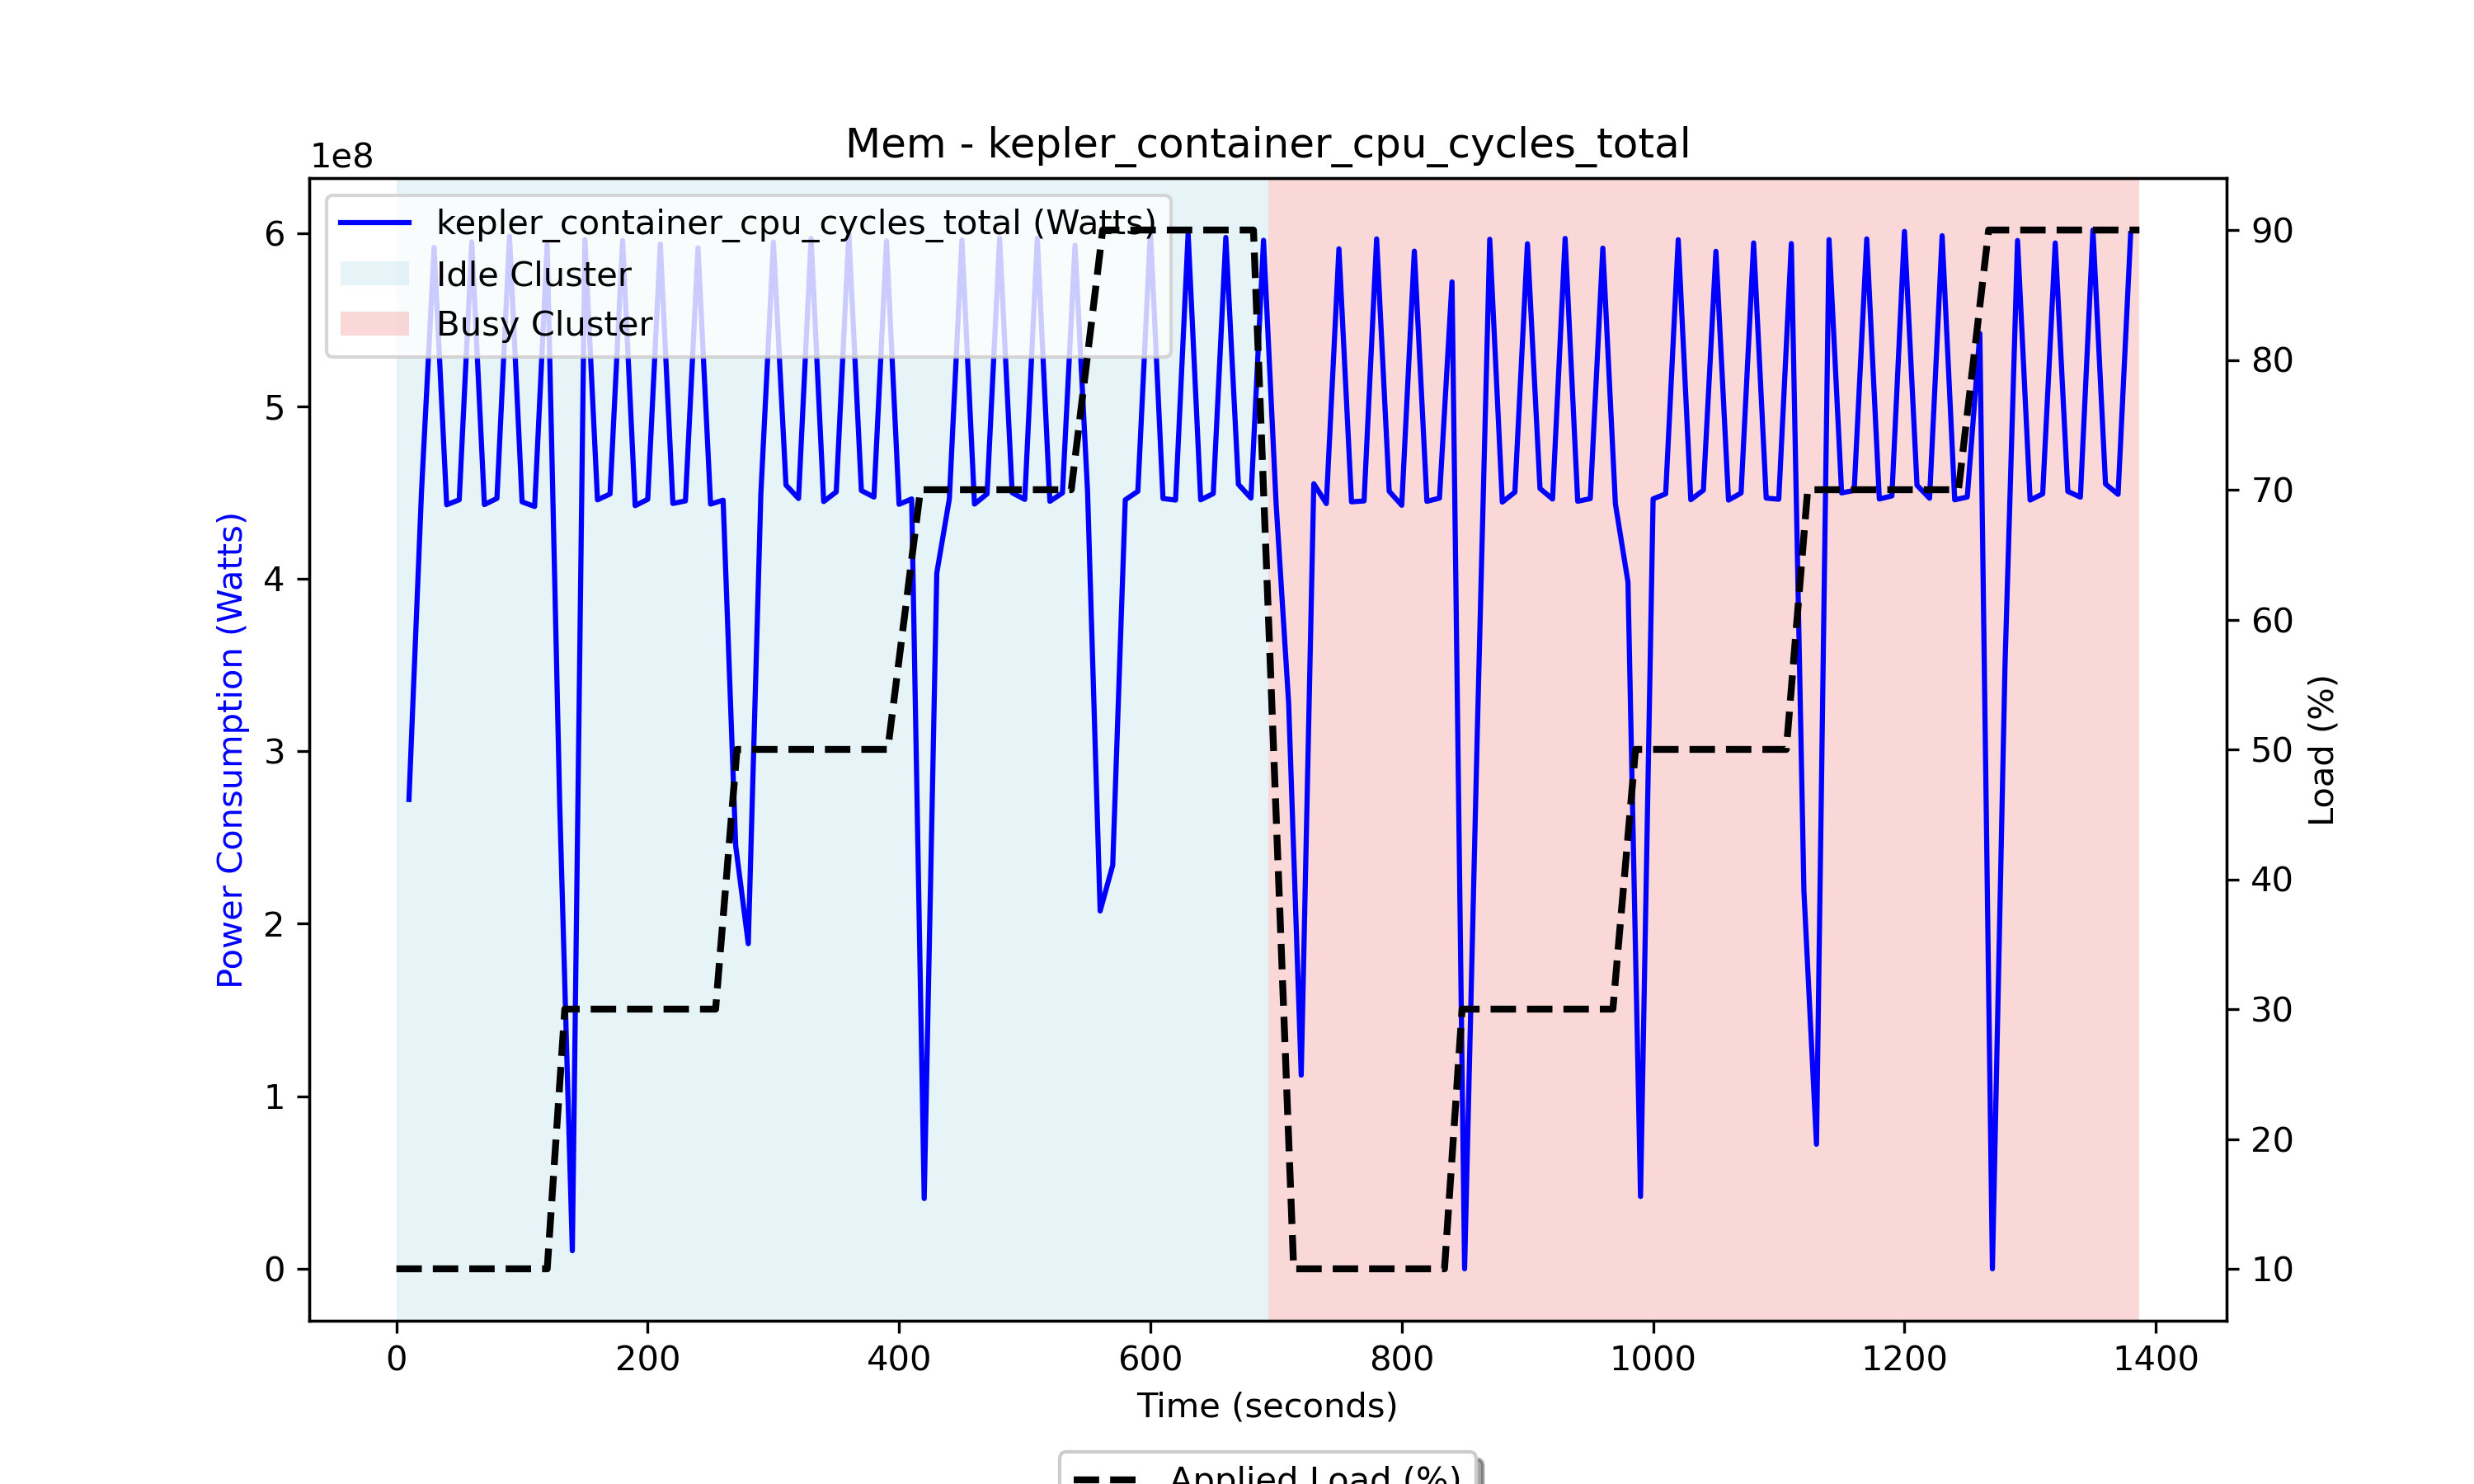 Mem - kepler_container_cpu_cycles_total
1e8
kepler_container_cpu_cycles_total (Watts)
Idle Cluster
Busy Cluster
6
5
4
3
2
1
0
Power Consumption (Watts)
90
80
70
60
50
40
30
20
10
Load (%)
0 200 400 600 800 1000 1200 1400
Time (seconds)
Applied Load (%)